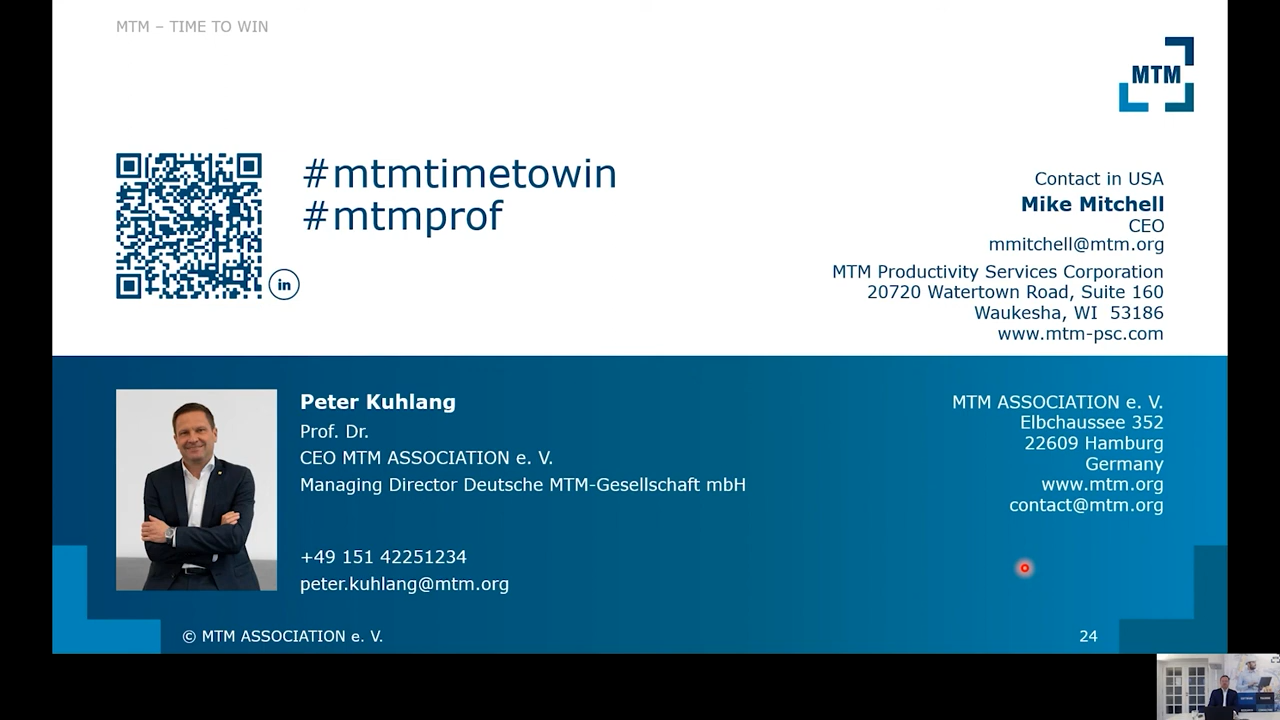 MTM – TIME TO WIN
MTM
#mtmtimetowin
#mtmprof
in
Contact in USA
Mike Mitchell
CEO
mmitchell@mtm.org
MTM Productivity Services Corporation
20720 Watertown Road, Suite 160
Waukesha, WI  53186
www.mtm-psc.com
Peter Kuhlang
Prof. Dr.
CEO MTM ASSOCIATION e. V.
Managing Director Deutsche MTM-Gesellschaft mbH
+49 151 42251234
peter.kuhlang@mtm.org
MTM ASSOCIATION e. V.
Elbchaussee 352
22609 Hamburg
Germany
www.mtm.org
contact@mtm.org
© MTM ASSOCIATION e. V.
24